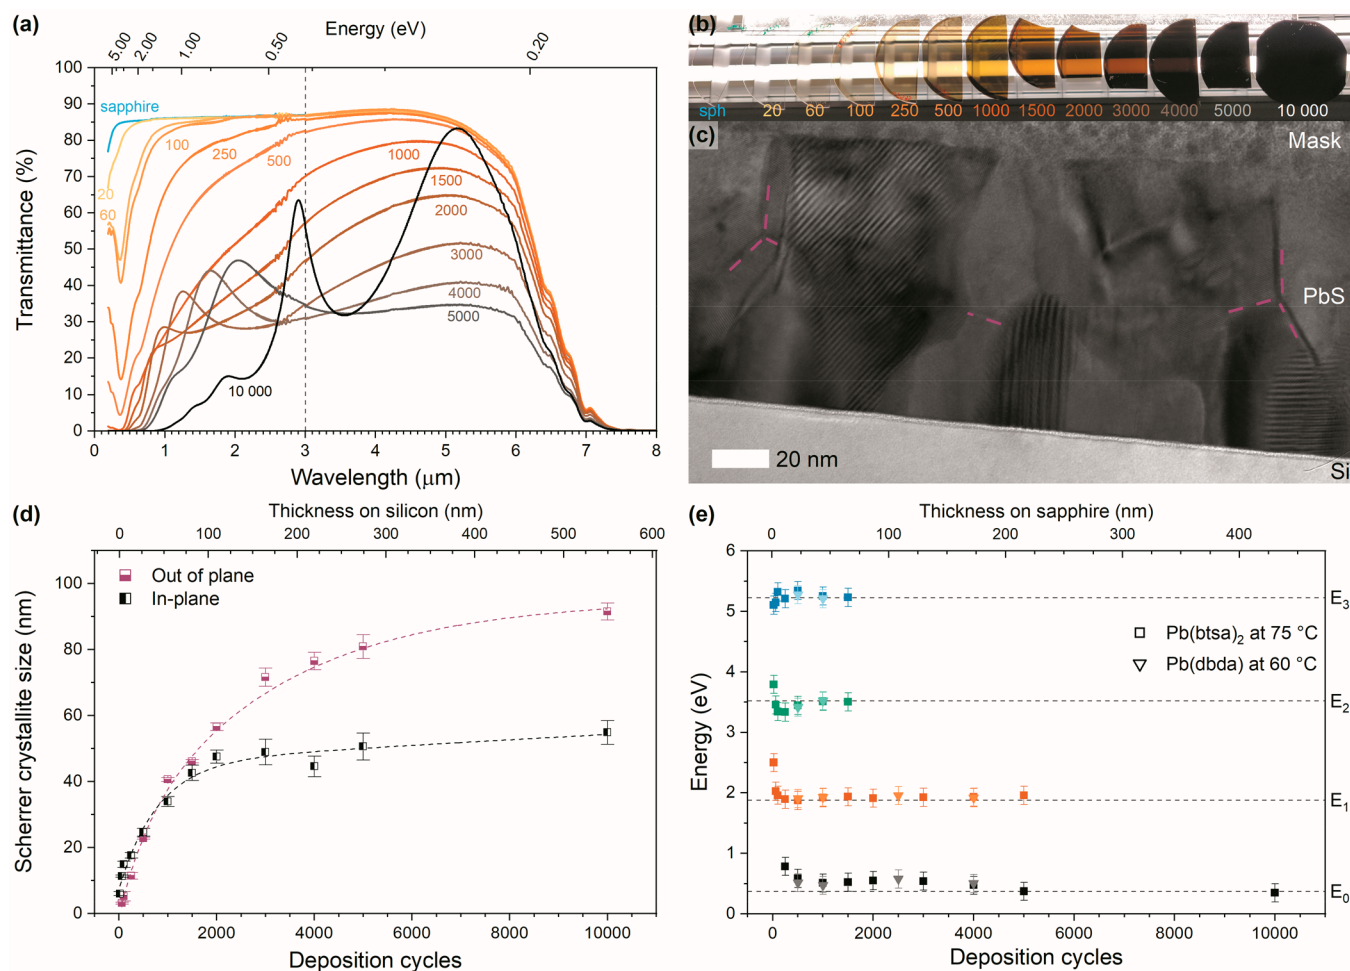 (a)
Energy (eV)
5.00 2.00 1.00 0.50 0.20
100
90
80
70
60
50
40
30
20
10
0
Transmittance (%)
sapphire
20
60
100
250
500
1000
1500
2000
3000
4000
5000
10 000
0 1 2 3 4 5 6 7 8
Wavelength (μm)
(b)
sph 20 60 100 250 500 1000 1500 2000 3000 4000 5000 10 000
(c)
Mask
PbS
Si
20 nm
(d)
Thickness on silicon (nm)
0 100 200 300 400 500 600
Out of plane
In-plane
100
80
60
40
20
0
Scherrer crystallite size (nm)
0 2000 4000 6000 8000 10000
Deposition cycles
(e)
Thickness on sapphire (nm)
0 100 200 300 400
6
5
4
3
2
1
0
Energy (eV)
E3
Pb(btsa)2 at 75 °C
Pb(dbda) at 60 °C
E2
E1
E0
0 2000 4000 6000 8000 10000
Deposition cycles